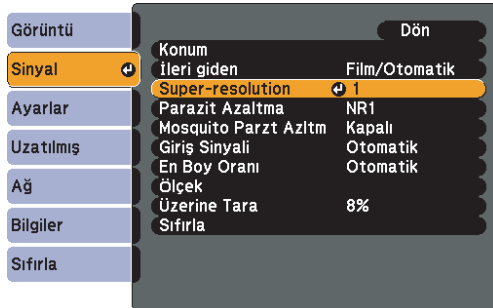 Görüntü
Sinyal
Ayarlar
Uzatılmış
Ağ
Bilgiler
Sıfırla
Dön
Konum
İleri giden Film/Otomatik
Super-resolution 1
Parazit Azaltma NR1
Mosquito Parzt Azltm Kapalı
Giriş Sinyali Otomatik
En Boy Oranı Otomatik
Ölçek
Üzerine Tara 8%
Sıfırla